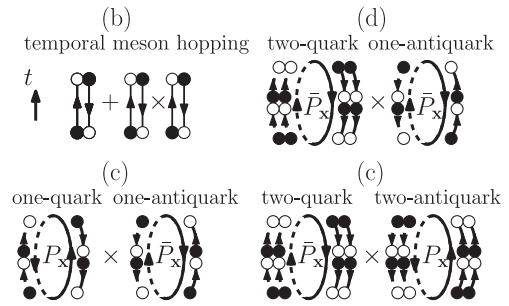 (b)
temporal meson hopping
t + ×
(d)
two-quark one-antiquark
P̄ₓ × P̄ₓ
(c)
one-quark one-antiquark
Pₓ × P̄ₓ
(c)
two-quark two-antiquark
P̄ₓ × Pₓ